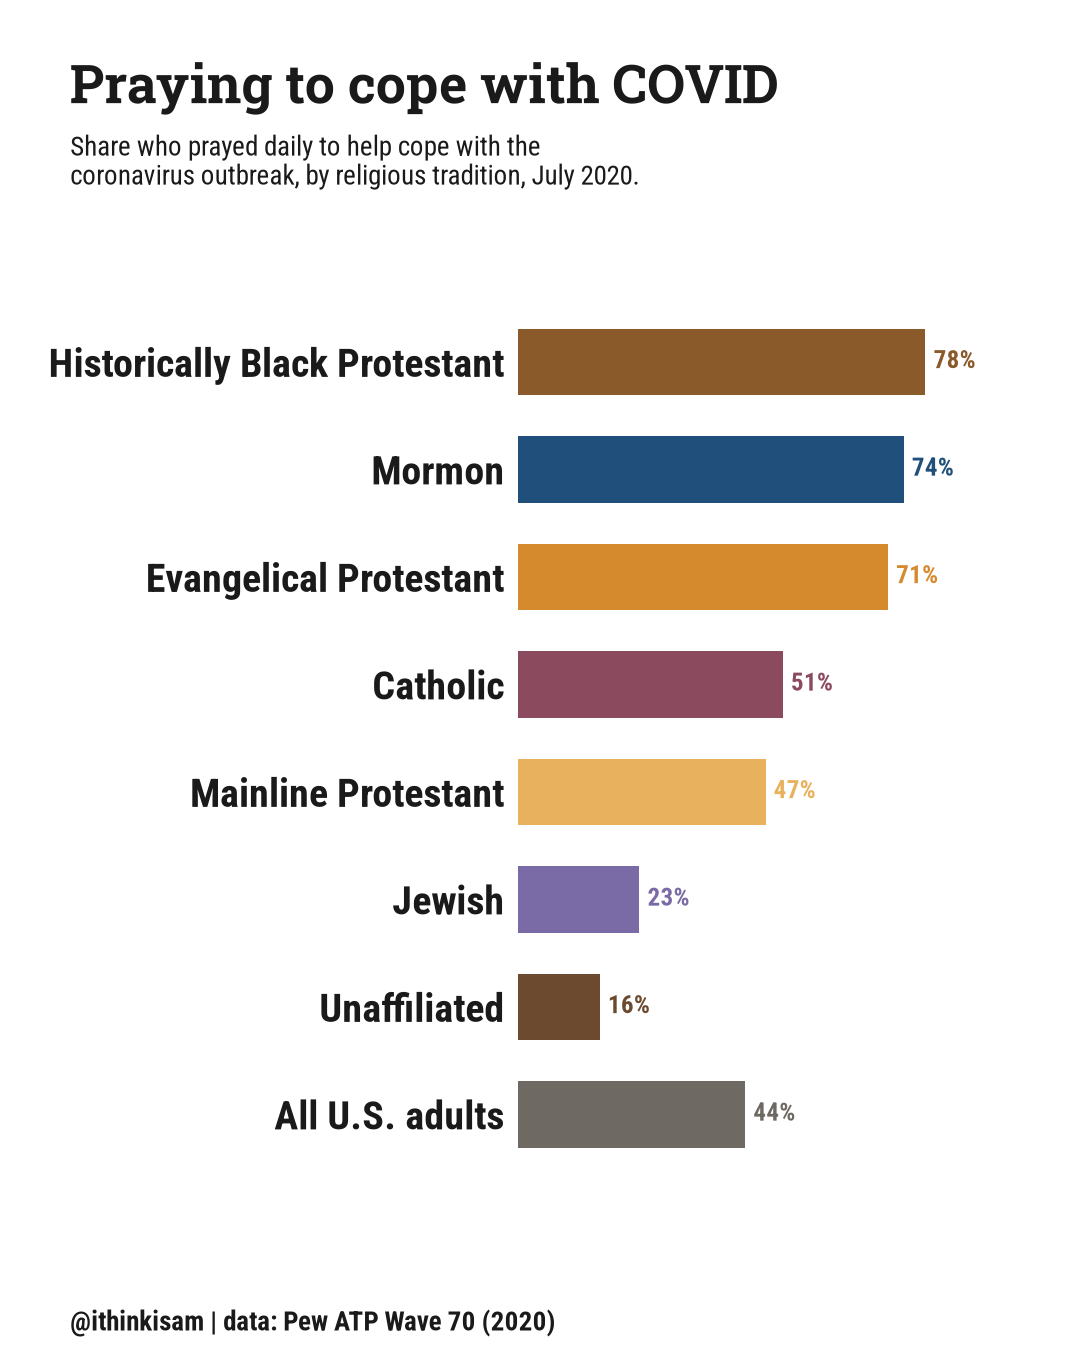 Praying to cope with COVID
Share who prayed daily to help cope with the
coronavirus outbreak, by religious tradition, July 2020.
Historically Black Protestant 78%
Mormon 74%
Evangelical Protestant 71%
Catholic 51%
Mainline Protestant 47%
Jewish 23%
Unaffiliated 16%
All U.S. adults 44%
@ithinkisam | data: Pew ATP Wave 70 (2020)